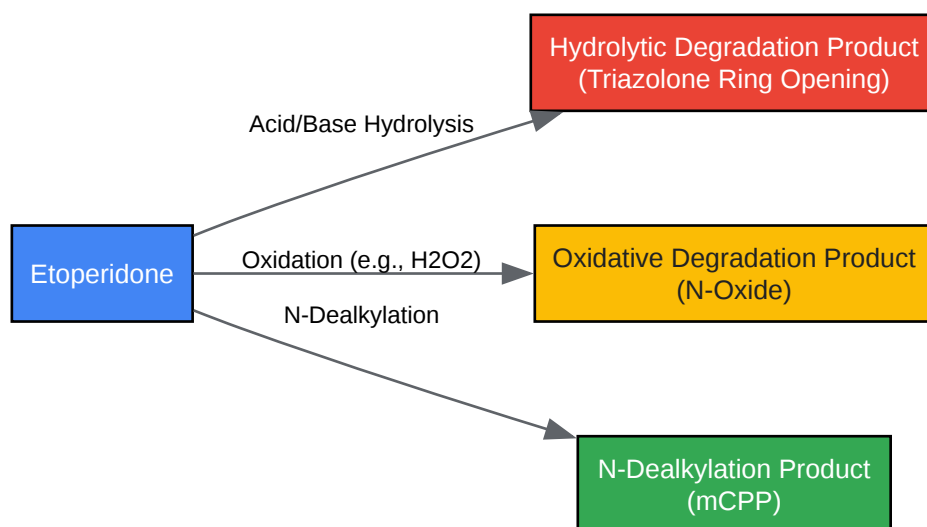 Hydrolytic Degradation Product
(Triazolone Ring Opening)
Acid/Base Hydrolysis
Etoperidone
Oxidation (e.g., H2O2)
Oxidative Degradation Product
(N-Oxide)
N-Dealkylation
N-Dealkylation Product
(mCPP)